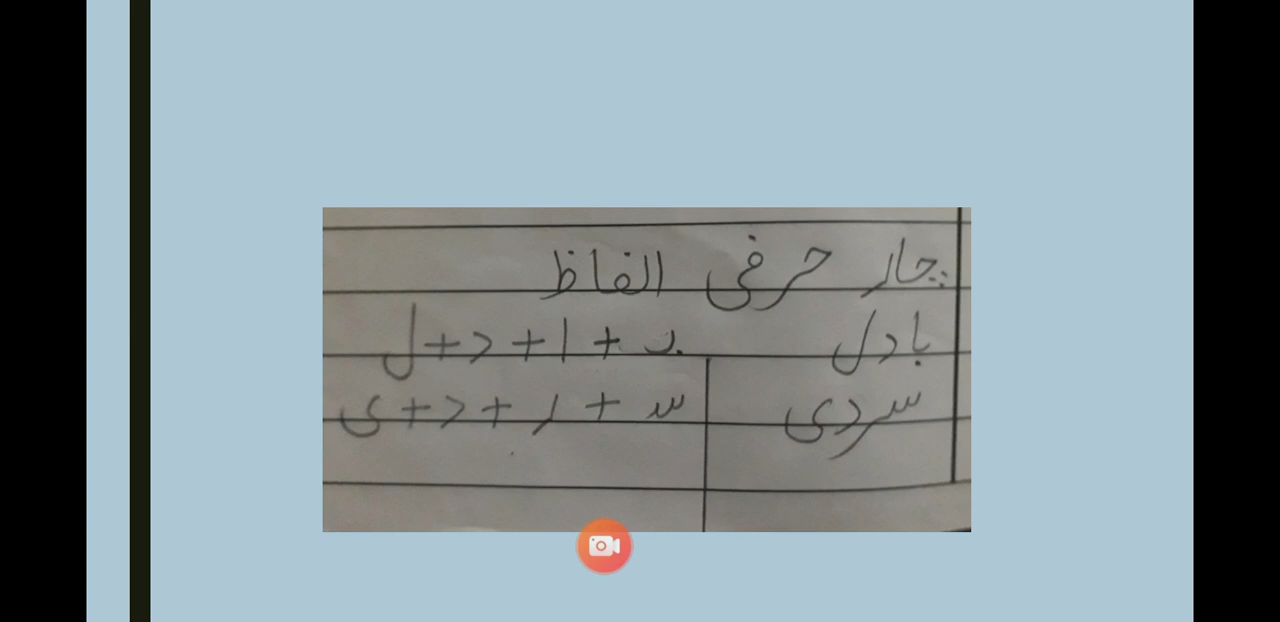 چار حرفی الفاظ
بادل ب + ا + د + ل
سردی س + ر + د + ی